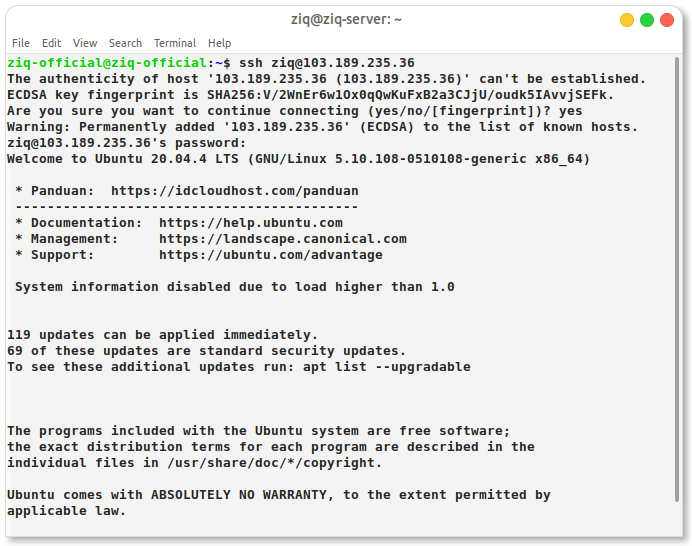 ziq@ziq-server: ~
File Edit View Search Terminal Help
ziq-official@ziq-official:~$ ssh ziq@103.189.235.36
The authenticity of host '103.189.235.36 (103.189.235.36)' can't be established.
ECDSA key fingerprint is SHA256:V/2WnEr6w1Ox0qQwKuFxB2a3CJjU/oudk5IAvvjSEFk.
Are you sure you want to continue connecting (yes/no/[fingerprint])? yes
Warning: Permanently added '103.189.235.36' (ECDSA) to the list of known hosts.
ziq@103.189.235.36's password:
Welcome to Ubuntu 20.04.4 LTS (GNU/Linux 5.10.108-0510108-generic x86_64)
* Panduan: https://idcloudhost.com/panduan
-------------------------------------------
* Documentation: https://help.ubuntu.com
* Management: https://landscape.canonical.com
* Support: https://ubuntu.com/advantage
System information disabled due to load higher than 1.0
119 updates can be applied immediately.
69 of these updates are standard security updates.
To see these additional updates run: apt list --upgradable
The programs included with the Ubuntu system are free software;
the exact distribution terms for each program are described in the
individual files in /usr/share/doc/*/copyright.
Ubuntu comes with ABSOLUTELY NO WARRANTY, to the extent permitted by
applicable law.